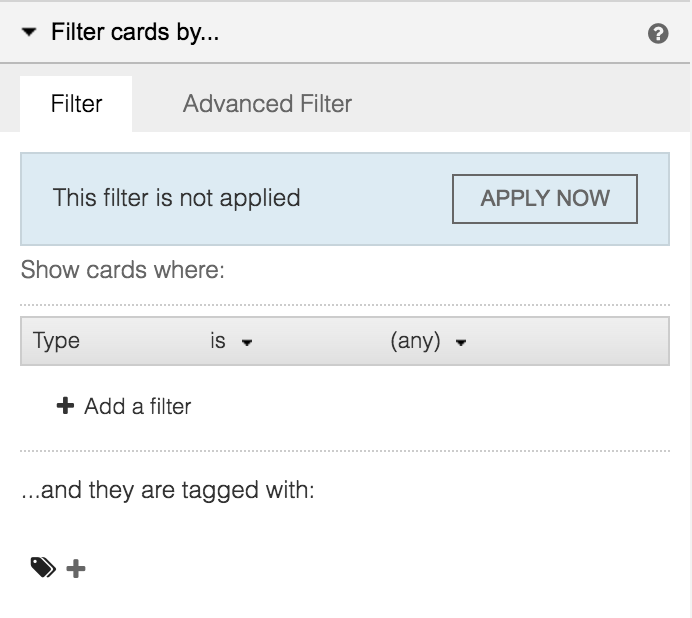 Filter cards by...
Filter Advanced Filter
This filter is not applied APPLY NOW
Show cards where:
Type is (any)
Add a filter
...and they are tagged with: